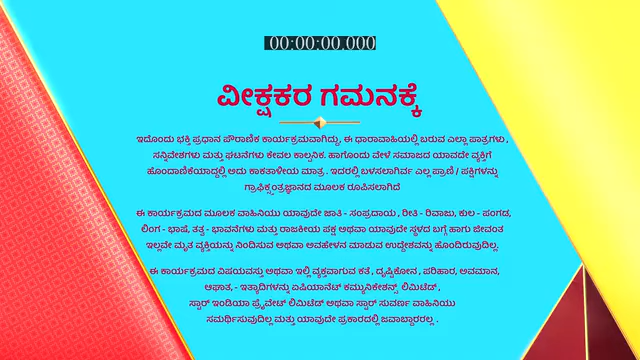 00:00:00.000
ವೀಕ್ಷಕರ ಗಮನಕ್ಕೆ
ಇದೊಂದು ಭಕ್ತಿ ಪ್ರಧಾನ ಪೌರಾಣಿಕ ಕಾರ್ಯಕ್ರಮವಾಗಿದ್ದು, ಈ ಧಾರಾವಾಹಿಯಲ್ಲಿ ಬರುವ ಎಲ್ಲಾ ಪಾತ್ರಗಳು,
ಸನ್ನಿವೇಶಗಳು ಮತ್ತು ಘಟನೆಗಳು ಕೇವಲ ಕಾಲ್ಪನಿಕ. ಹಾಗೊಂದು ವೇಳೆ ಸಮಾಜದ ಯಾವದೇ ವ್ಯಕ್ತಿಗೆ
ಹೊಂದಾಣಿಕೆಯಾದ್ದಲ್ಲಿ ಅದು ಕಾಕತಾಳೀಯ ಮಾತ್ರ. ಇದರಲ್ಲಿ ಬಳಸಲಾಗಿರ್ವ ಎಲ್ಲ ಪ್ರಾಣಿ / ಪಕ್ಷಿಗಳನ್ನು
ಗ್ರಾಫಿಕ್ಸ್ತಂತ್ರಜ್ಞಾನದ ಮೂಲಕ ರೂಪಿಸಲಾಗಿದೆ
ಈ ಕಾರ್ಯಕ್ರಮದ ಮೂಲಕ ವಾಹಿನಿಯು ಯಾವುದೇ ಜಾತಿ - ಸಂಪ್ರದಾಯ, ರೀತಿ - ರಿವಾಜು, ಕುಲ - ಪಂಗಡ,
ಲಿಂಗ - ಭಾಷೆ, ತತ್ವ - ಭಾವನೆಗಳು ಮತ್ತು ರಾಜಕೀಯ ಪಕ್ಷ ಅಥವಾ ಯಾವುದೇ ಸ್ಥಳದ ಬಗ್ಗೆ ಹಾಗು ಜೀವಂತ
ಇಲ್ಲವೇ ಮೃತ ವ್ಯಕ್ತಿಯನ್ನು ನಿಂದಿಸುವ ಅಥವಾ ಅವಹೇಳನ ಮಾಡುವ ಉದ್ದೇಶವನ್ನು ಹೊಂದಿರುವುದಿಲ್ಲ.
ಈ ಕಾರ್ಯಕ್ರಮದ ವಿಷಯವಸ್ತು ಅಥವಾ ಇಲ್ಲಿ ವ್ಯಕ್ತವಾಗುವ ಕತೆ, ದೃಷ್ಟಿಕೋನ, ಪರಿಹಾರ, ಅವಮಾನ,
ಆಘಾತ, - ಇತ್ಯಾದಿಗಳನ್ನು ಏಷಿಯಾನೆಟ್ ಕಮ್ಯುನಿಕೇಶನ್ಸ್ ಲಿಮಿಟೆಡ್,
ಸ್ಟಾರ್ ಇಂಡಿಯಾ ಪ್ರೈವೇಟ್ ಲಿಮಿಟೆಡ್ ಅಥವಾ ಸ್ಟಾರ್ ಸುವರ್ಣ ವಾಹಿನಿಯು
ಸಮರ್ಥಿಸುವುದಿಲ್ಲ ಮತ್ತು ಯಾವುದೇ ಪ್ರಕಾರದಲ್ಲಿ ಜವಾಬ್ದಾರರಲ್ಲ.